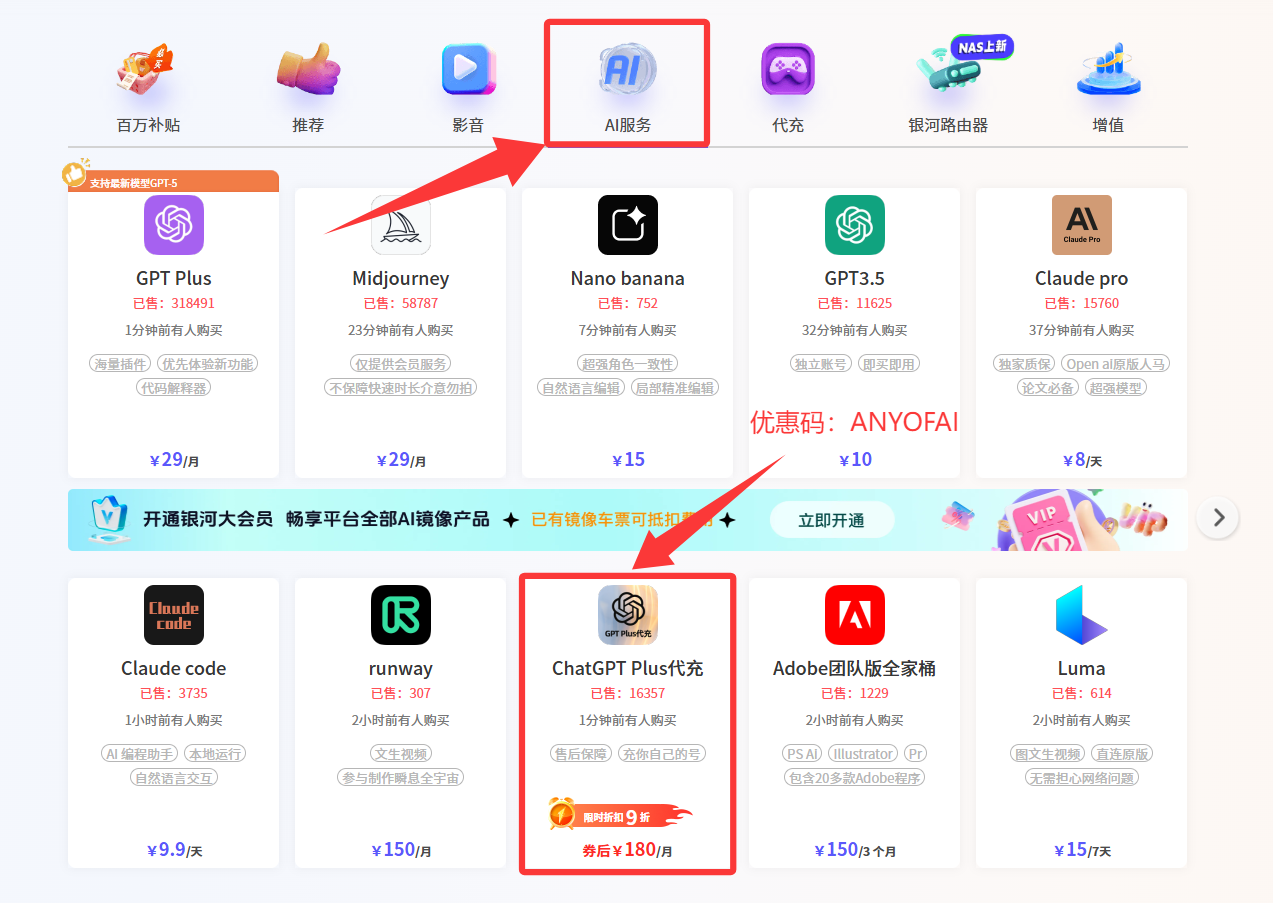 必买
AI
NAS上新
百万补贴
推荐
影音
AI服务
代充
银河路由器
增值
支持最新模型GPT-5
Claude Pro
GPT Plus
Midjourney
Nano banana
GPT3.5
Claude pro
已售：318491
已售：58787
已售：752
已售：11625
已售：15760
1分钟前有人购买
23分钟前有人购买
7分钟前有人购买
32分钟前有人购买
37分钟前有人购买
海量插件 优先体验新功能
仅提供会员服务
超强角色一致性
独立账号 即买即用
独家质保 Open ai原版人马
代码解释器
不保障快速时长介意勿拍
自然语言编辑 局部精准编辑
论文必备 超强模型
优惠码：ANYOFAI
￥29/月
￥29/月
￥15
￥10
￥8/天
开通银河大会员 畅享平台全部AI镜像产品
已有镜像车票可抵扣费用
立即开通
VIP
vip
Claude code
GPT Plus代充
Claude code
runway
ChatGPT Plus代充
Adobe团队版全家桶
Luma
已售：3735
已售：307
已售：16357
已售：1229
已售：614
1小时前有人购买
2小时前有人购买
1分钟前有人购买
2小时前有人购买
2小时前有人购买
AI 编程助手 本地运行
文生视频
售后保障 充你自己的号
PS AI Illustrator Pr
图文生视频 直连原版
自然语言交互
参与制作瞬息全宇宙
包含20多款Adobe程序
无需担心网络问题
限时折扣9折
￥9.9/天
￥150/月
券后￥180/月
￥150/3 个月
￥15/7天